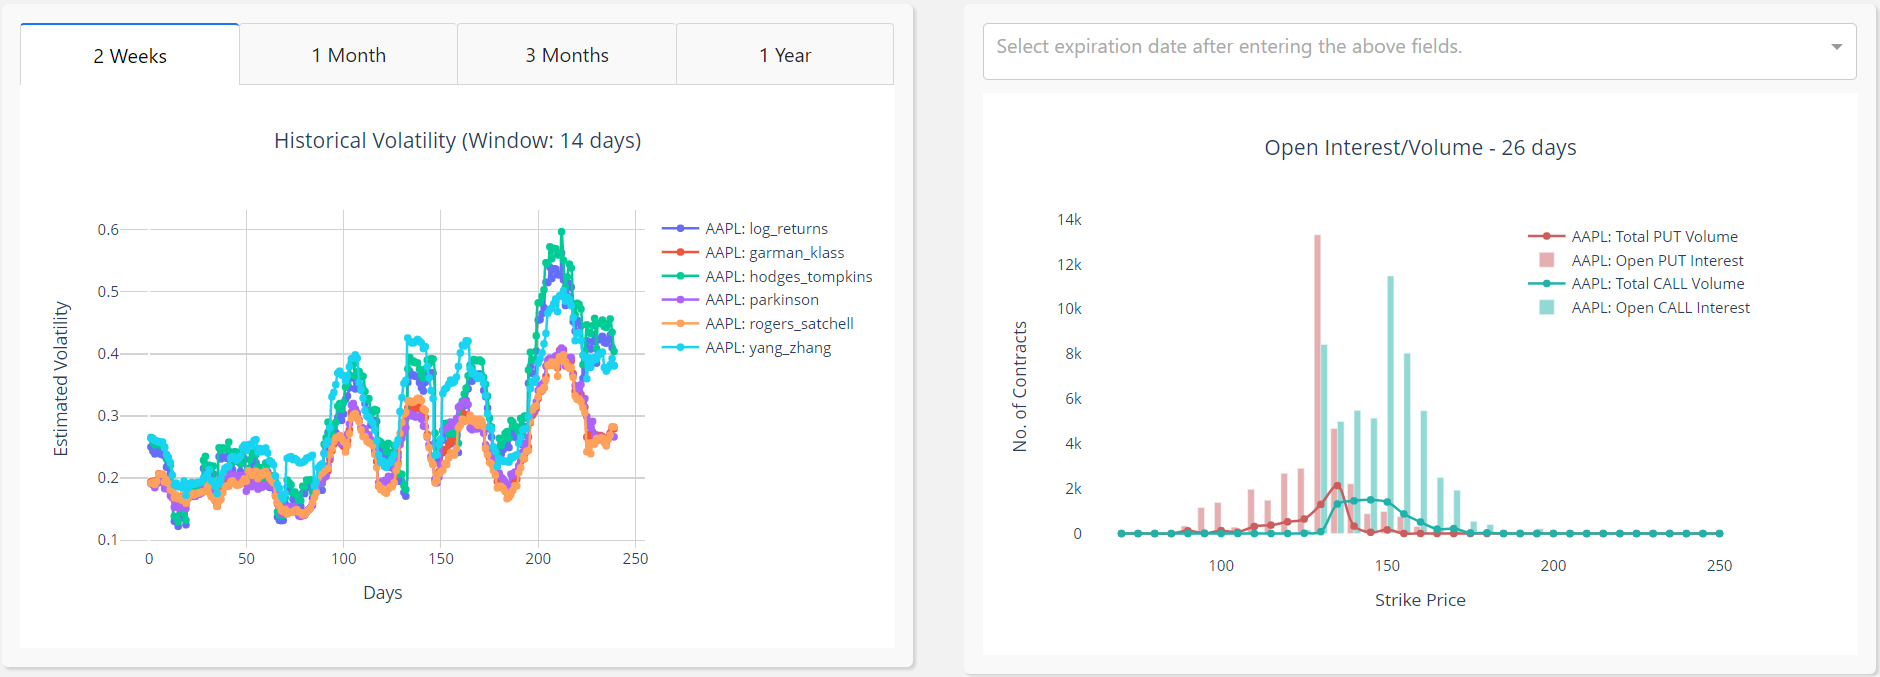 2 Weeks
1 Month
3 Months
1 Year
Historical Volatility (Window: 14 days)
Estimated Volatility
0.6
0.5
0.4
0.3
0.2
0.1
0 50 100 150 200 250
Days
AAPL: log_returns
AAPL: garman_klass
AAPL: hodges_tompkins
AAPL: parkinson
AAPL: rogers_satchell
AAPL: yang_zhang
Select expiration date after entering the above fields.
Open Interest/Volume - 26 days
No. of Contracts
14k
12k
10k
8k
6k
4k
2k
0
100 150 200 250
Strike Price
AAPL: Total PUT Volume
AAPL: Open PUT Interest
AAPL: Total CALL Volume
AAPL: Open CALL Interest